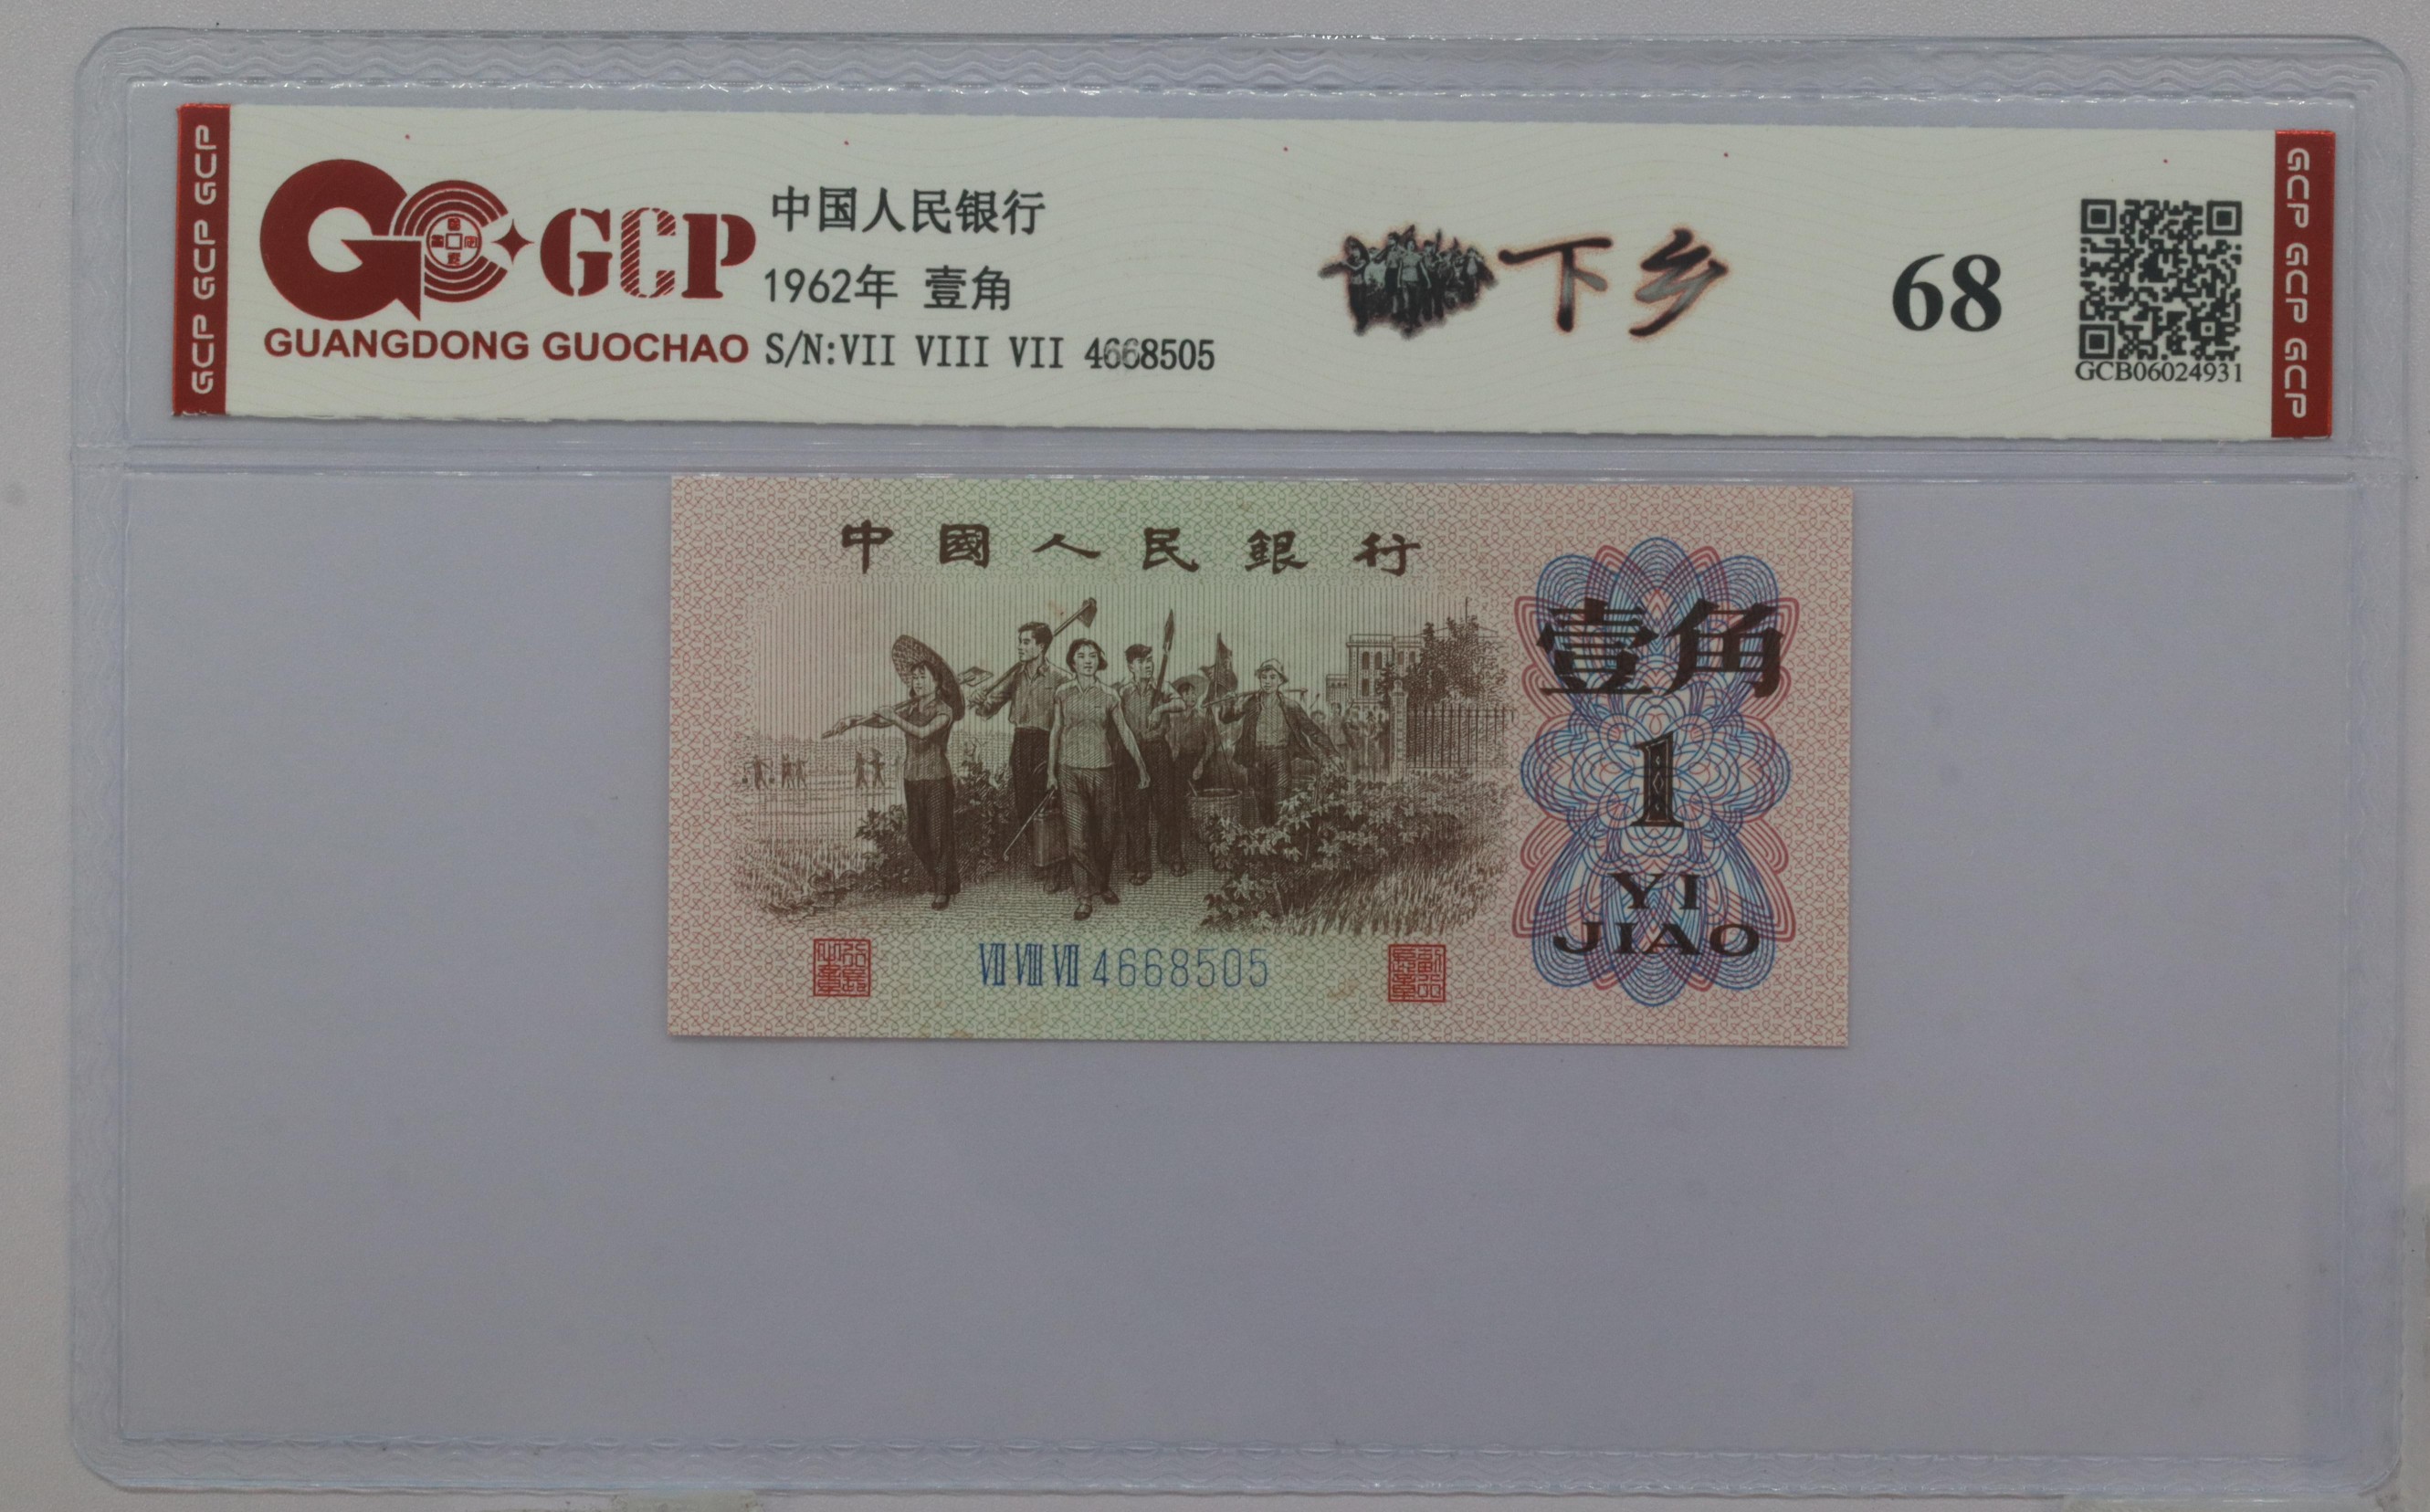 GCP GCP GCP
GCP
GUANGDONG GUOCHAO
中国人民银行
1962年 壹角
S/N:VII VIII VII 4668505
下乡
68
GCB06024931
GCP GCP GCP
中國人民銀行
壹角
1
YI
JIAO
VII VIII VII 4668505